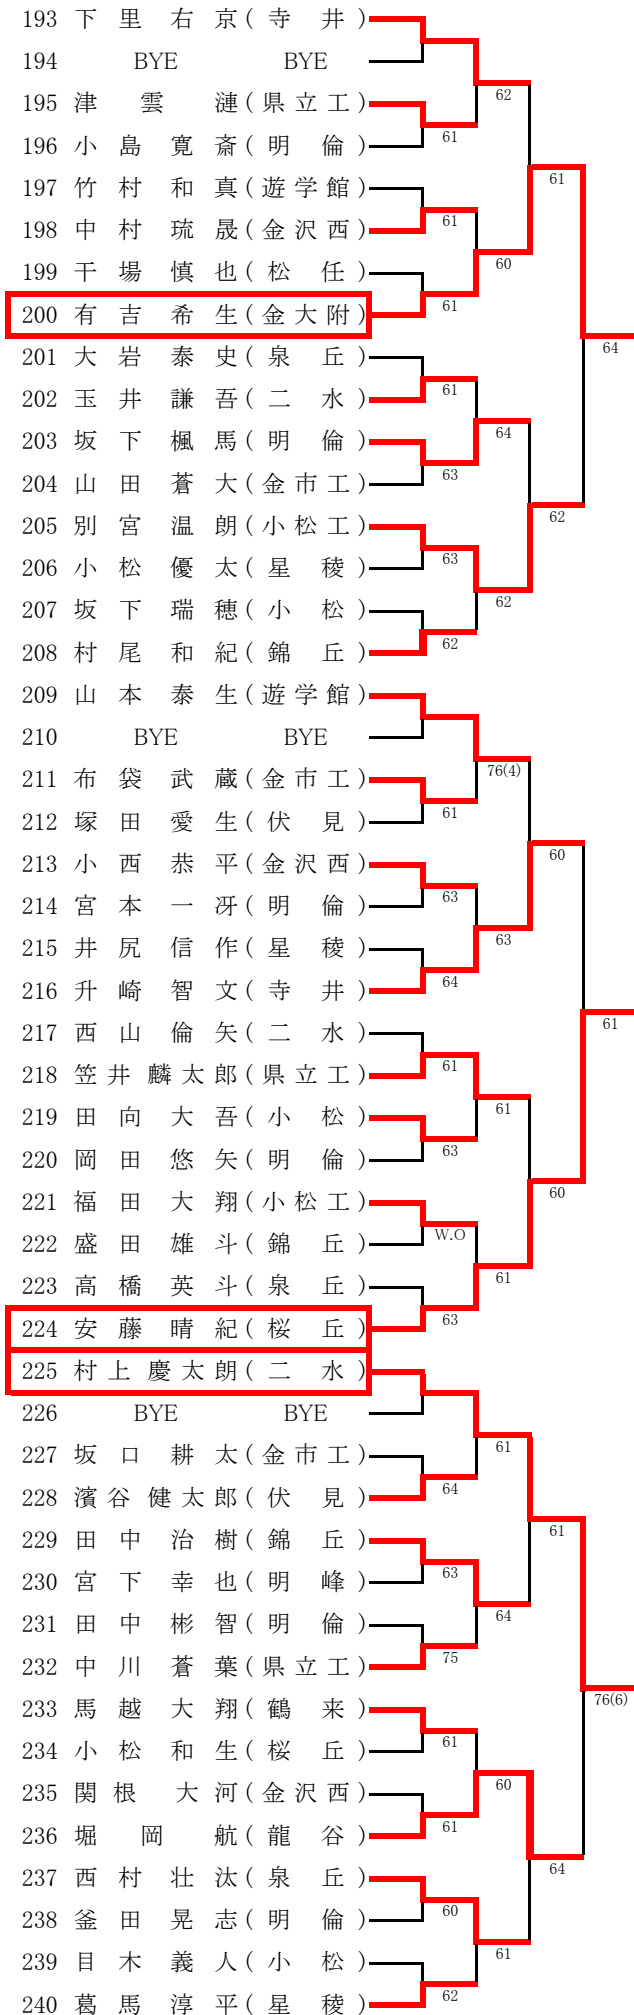 193 下里右京(寺井)
194 BYE BYE
62
195 津雲漣(県立工)
61
196 小島寛斎(明倫)
61
197 竹村和真(遊学館)
61
198 中村琉晟(金沢西)
60
199 干場慎也(松任)
61
200 有吉希生(金大附)
64
201 大岩泰史(泉丘)
61
202 玉井謙吾(二水)
64
203 坂下楓馬(明倫)
63
204 山田蒼大(金市工)
62
205 別宮温朗(小松工)
63
206 小松優太(星稜)
62
207 坂下瑞穂(小松)
62
208 村尾和紀(錦丘)
209 山本泰生(遊学館)
210 BYE BYE
76(4)
211 布袋武蔵(金市工)
61
212 塚田愛生(伏見)
60
213 小西恭平(金沢西)
63
214 宮本一冴(明倫)
63
215 井尻信作(星稜)
64
216 升崎智文(寺井)
61
217 西山倫矢(二水)
61
218 笠井麟太郎(県立工)
61
219 田向大吾(小松)
63
220 岡田悠矢(明倫)
60
221 福田大翔(小松工)
W.O
222 盛田雄斗(錦丘)
61
223 高橋英斗(泉丘)
63
224 安藤晴紀(桜丘)
225 村上慶太朗(二水)
226 BYE BYE
61
227 坂口耕太(金市工)
64
228 濱谷健太郎(伏見)
61
229 田中治樹(錦丘)
63
230 宮下幸也(明峰)
64
231 田中彬智(明倫)
75
232 中川蒼葉(県立工)
76(6)
233 馬越大翔(鶴来)
61
234 小松和生(桜丘)
60
235 関根大河(金沢西)
61
236 堀岡航(龍谷)
64
237 西村壮汰(泉丘)
60
238 釜田晃志(明倫)
61
239 目木義人(小松)
62
240 葛馬淳平(星稜)